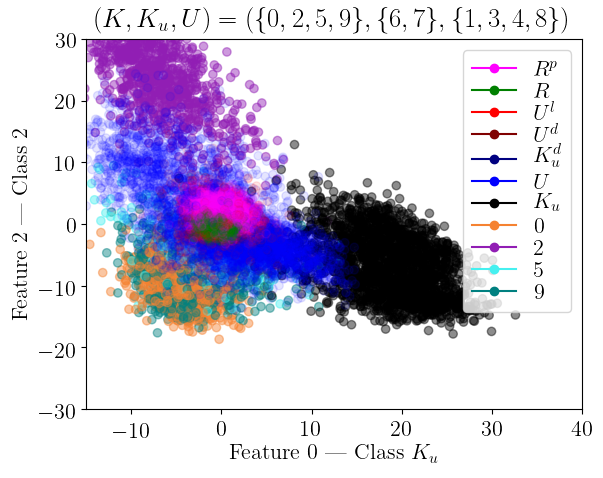 (K, K_u, U) = ({0, 2, 5, 9}, {6, 7}, {1, 3, 4, 8})
30
20
10
0
−10
−20
−30
Feature 2 — Class 2
R^p
R
U^l
U^d
K_u^d
U
K_u
0
2
5
9
−10
0
10
20
30
40
Feature 0 — Class K_u